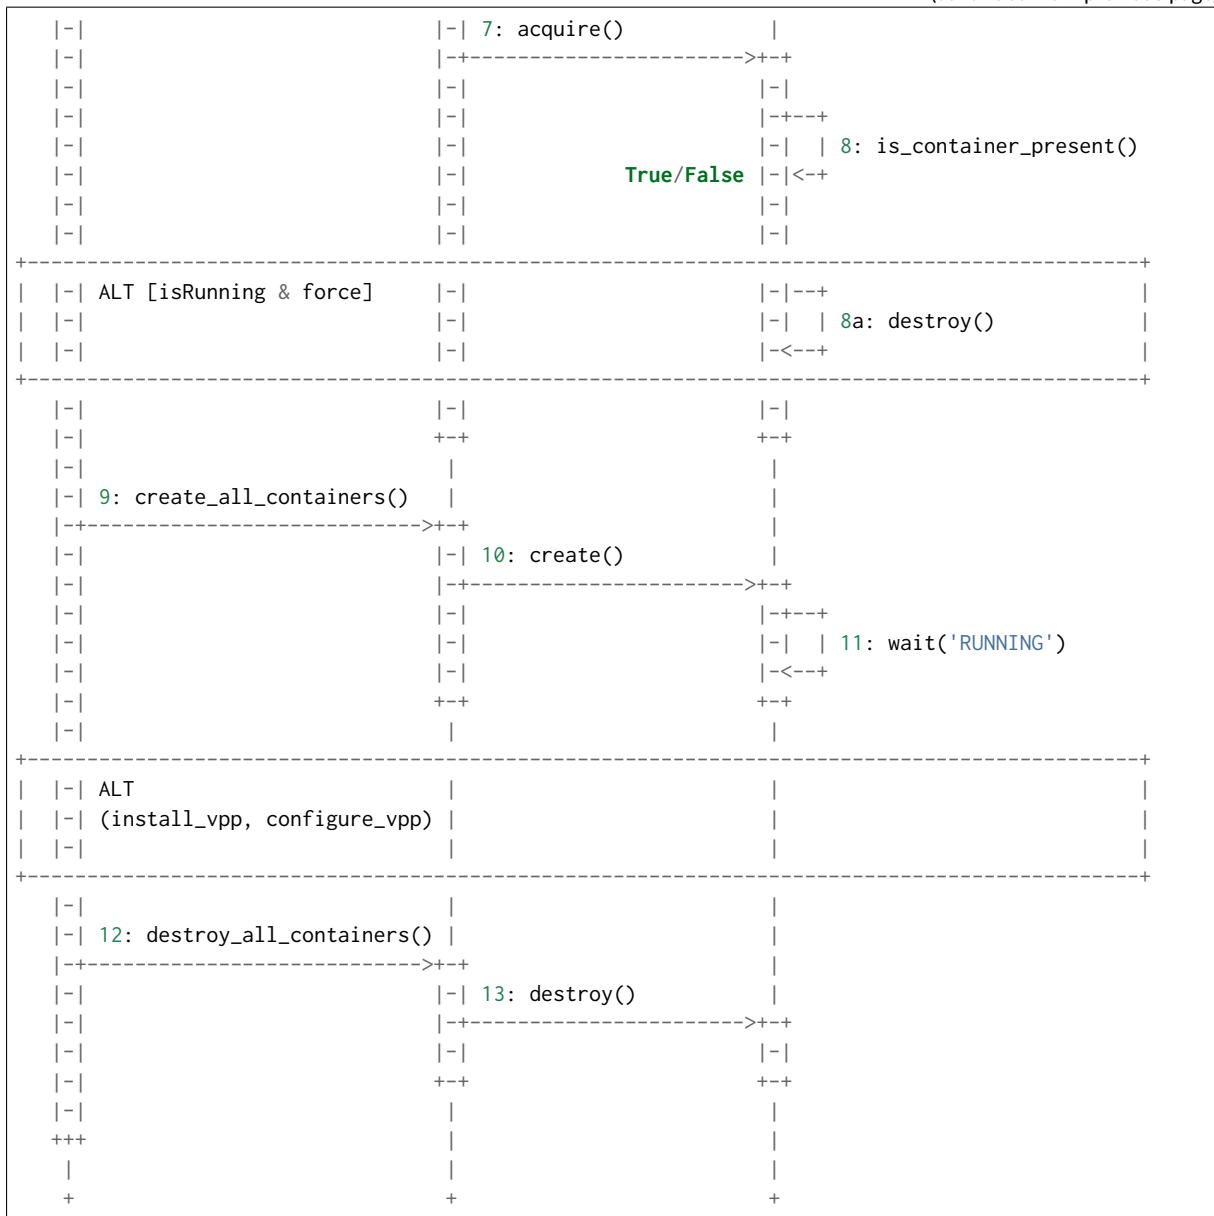 7: acquire()
8: is_container_present()
True/False
ALT [isRunning & force]
8a: destroy()
9: create_all_containers()
10: create()
11: wait('RUNNING')
ALT
(install_vpp, configure_vpp)
12: destroy_all_containers()
13: destroy()